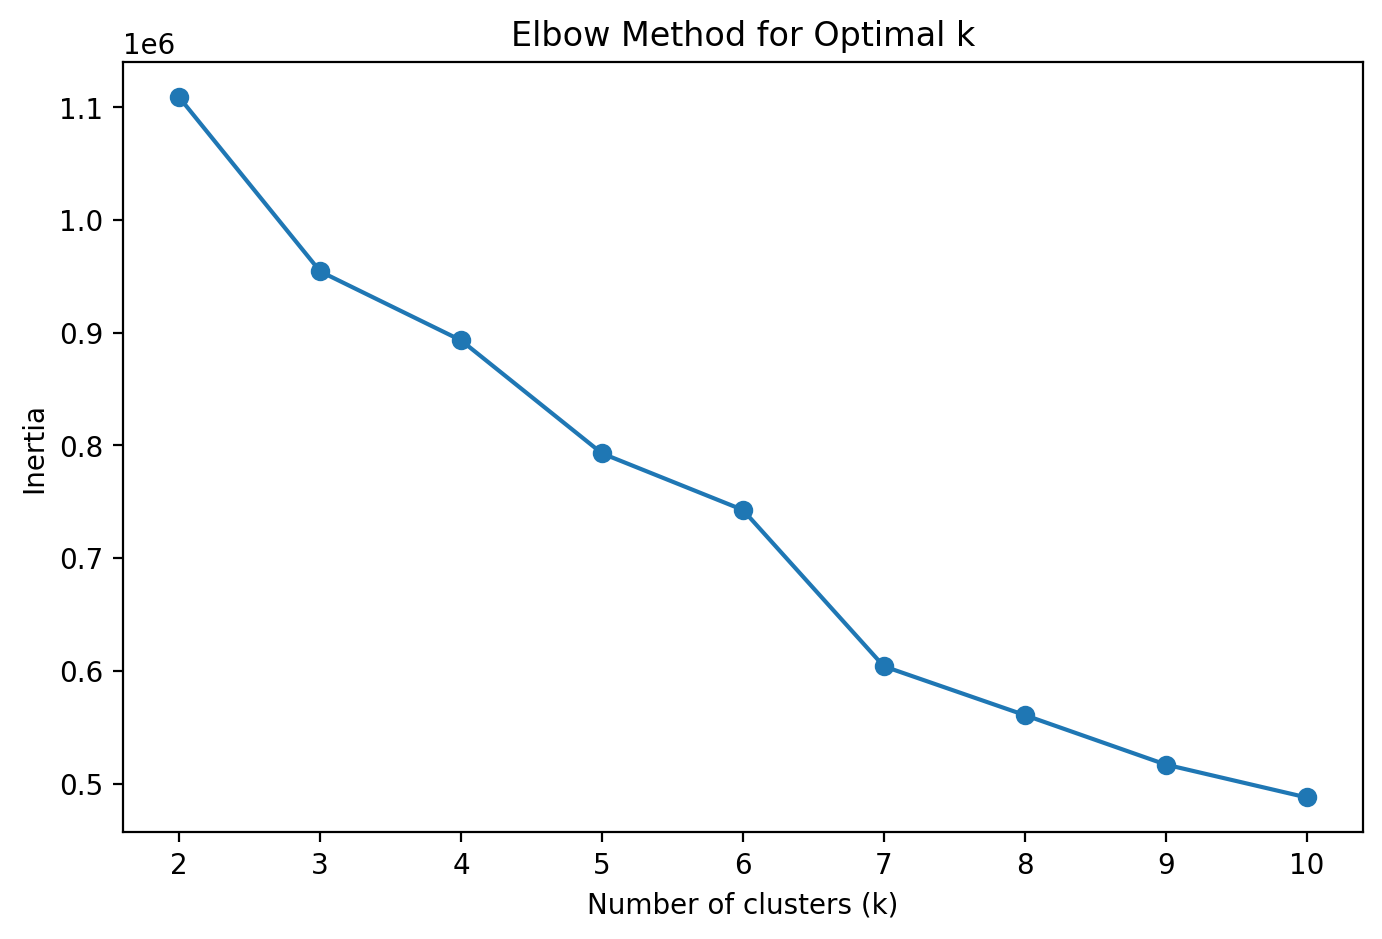 Elbow Method for Optimal k
1e6
1.1
1.0
0.9
0.8
0.7
0.6
0.5
Inertia
2 3 4 5 6 7 8 9 10
Number of clusters (k)